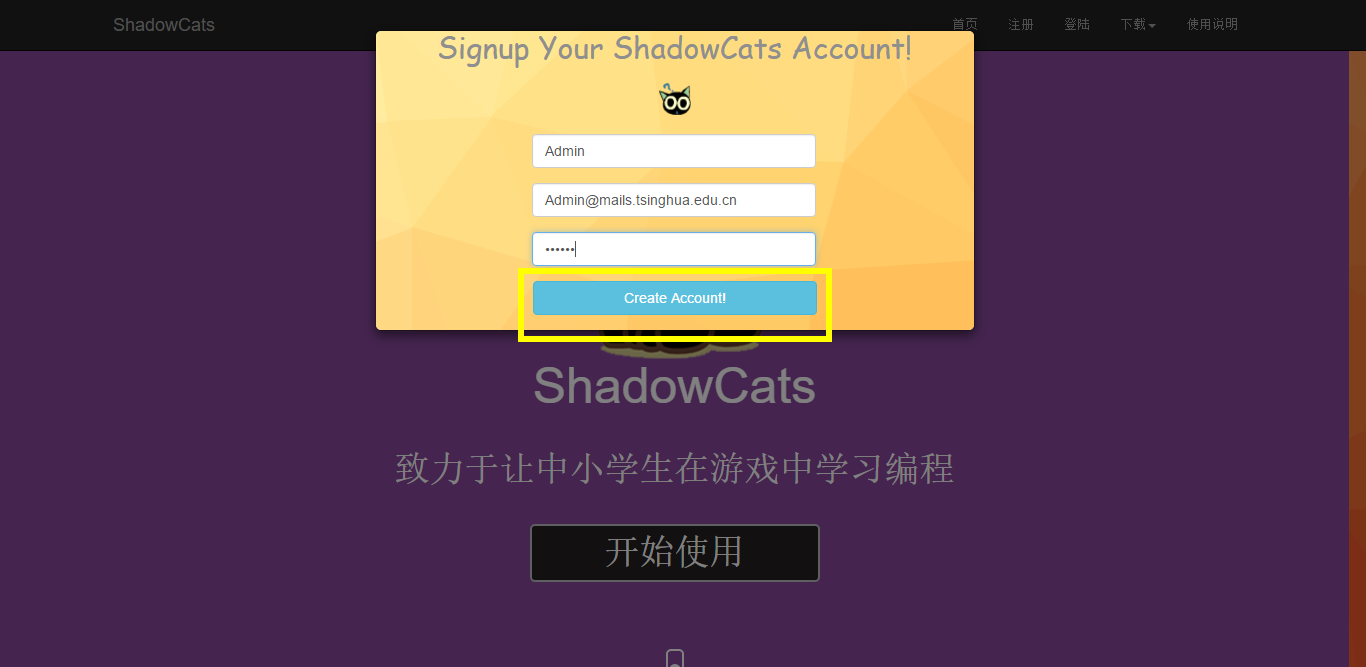 ShadowCats 首页 注册 登陆 下载 使用说明
Signup Your ShadowCats Account!
Admin
Admin@mails.tsinghua.edu.cn
••••••
Create Account!
ShadowCats
致力于让中小学生在游戏中学习编程
开始使用